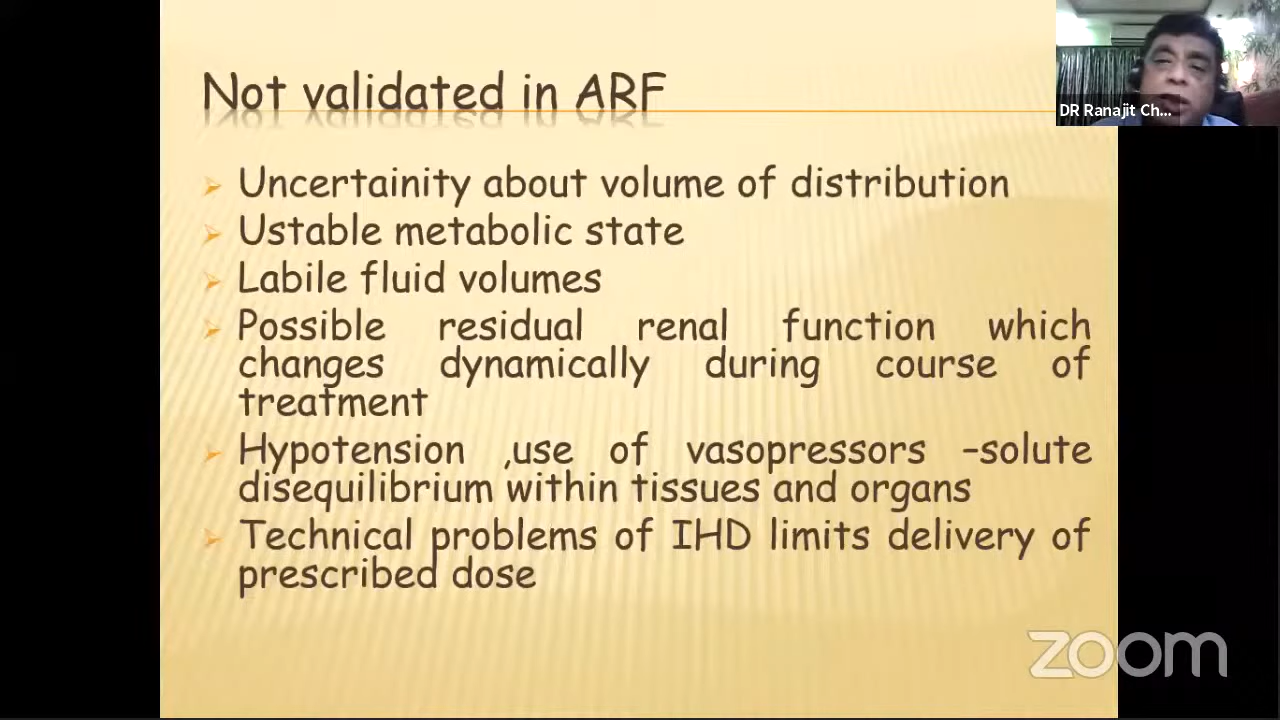 Not validated in ARF
DR Ranajit Ch...
Uncertainity about volume of distribution
Ustable metabolic state
Labile fluid volumes
Possible residual renal function which
changes dynamically during course of
treatment
Hypotension ,use of vasopressors –solute
disequilibrium within tissues and organs
Technical problems of IHD limits delivery of
prescribed dose
zoom